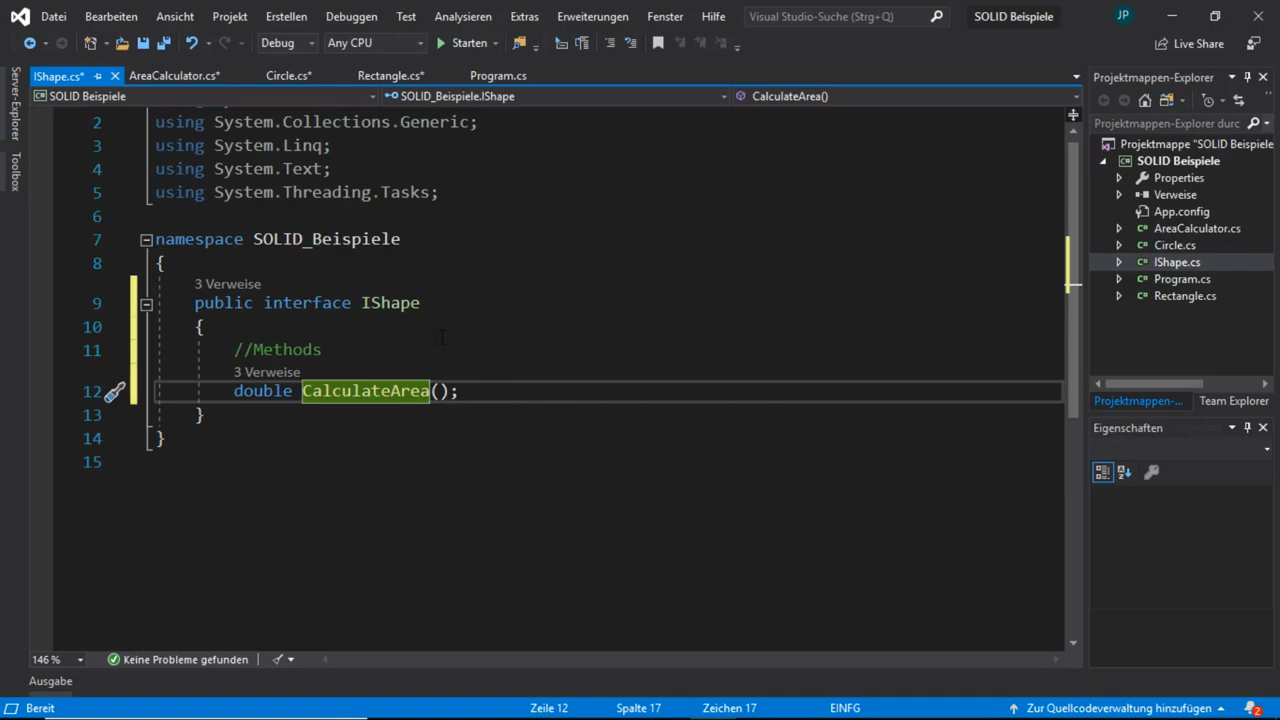 Datei Bearbeiten Ansicht Projekt Erstellen Debuggen Test Analysieren Extras Erweiterungen Fenster Hilfe Visual Studio-Suche (Strg+Q) SOLID Beispiele JP
Debug Any CPU Starten Live Share
IShape.cs* AreaCalculator.cs* Circle.cs* Rectangle.cs* Program.cs
SOLID Beispiele SOLID_Beispiele.IShape CalculateArea()
Server-Explorer
Toolbox
2 using System.Collections.Generic;
3 using System.Linq;
4 using System.Text;
5 using System.Threading.Tasks;
6
7 namespace SOLID_Beispiele
8 {
3 Verweise
9 public interface IShape
10 {
11 //Methods
3 Verweise
12 double CalculateArea();
13 }
14 }
15
146 % Keine Probleme gefunden
Ausgabe
Projektmappen-Explorer
Projektmappen-Explorer durc
Projektmappe "SOLID Beispiele
SOLID Beispiele
Properties
Verweise
App.config
AreaCalculator.cs
Circle.cs
IShape.cs
Program.cs
Rectangle.cs
Projektmappen-... Team Explorer
Eigenschaften
Bereit Zeile 12 Spalte 17 Zeichen 17 EINFG Zur Quellcodeverwaltung hinzufügen 2